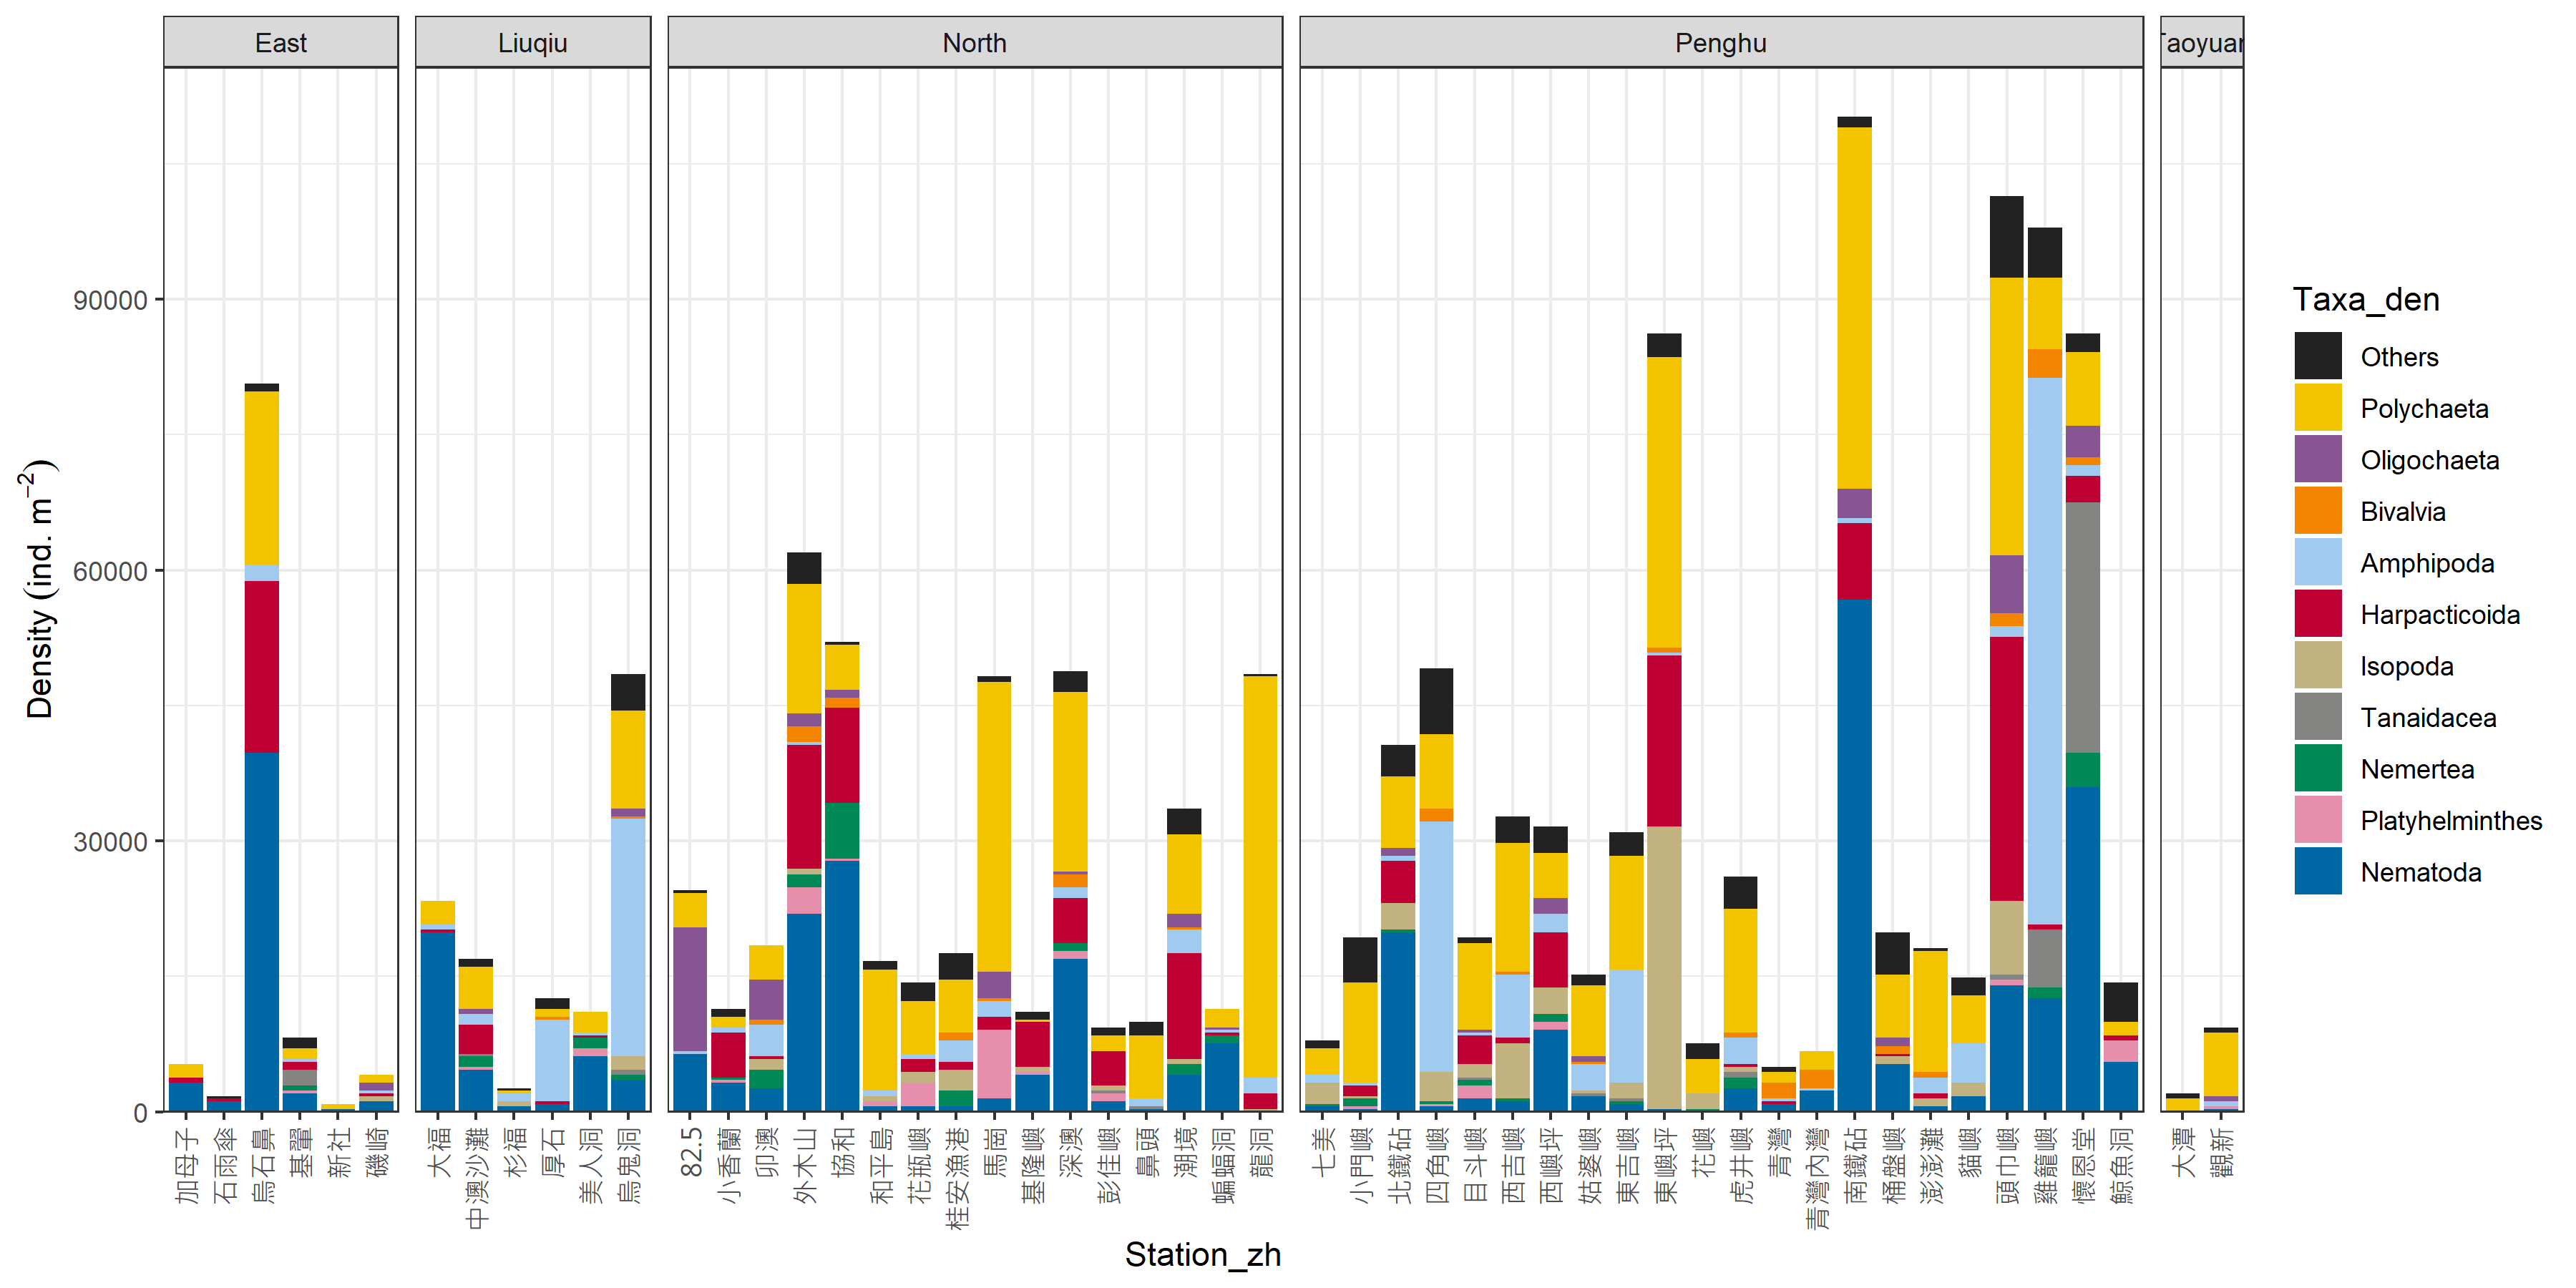 East
Liuqiu
North
Penghu
Taoyuan
Density (ind. m⁻²)
90000
60000
30000
0
加母子
石雨傘
烏石鼻
基翬
新社
磯崎
大福
中澳沙灘
杉福
厚石
美人洞
烏鬼洞
82.5
小香蘭
卯澳
外木山
協和
和平島
花瓶嶼
桂安漁港
馬崗
基隆嶼
深澳
彭佳嶼
鼻頭
潮境
蝙蝠洞
龍洞
七美
小門嶼
北鐵砧
四角嶼
目斗嶼
西吉嶼
西嶼坪
姑婆嶼
東吉嶼
東嶼坪
花嶼
虎井嶼
青灣
青灣內灣
南鐵砧
桶盤嶼
澎澎灘
貓嶼
頭巾嶼
雞籠嶼
懷恩堂
鯨魚洞
大潭
觀新
Station_zh
Taxa_den
Others
Polychaeta
Oligochaeta
Bivalvia
Amphipoda
Harpacticoida
Isopoda
Tanaidacea
Nemertea
Platyhelminthes
Nematoda